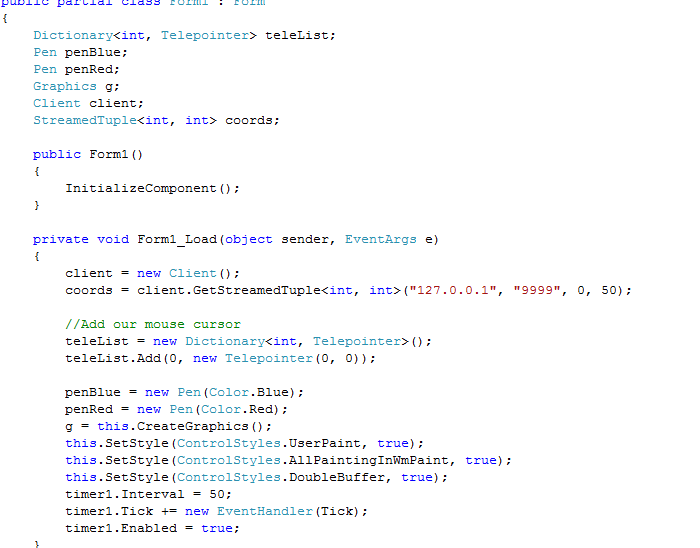 public partial class Form1 : Form
{
    Dictionary<int, Telepointer> teleList;
    Pen penBlue;
    Pen penRed;
    Graphics g;
    Client client;
    StreamedTuple<int, int> coords;

    public Form1()
    {
        InitializeComponent();
    }

    private void Form1_Load(object sender, EventArgs e)
    {
        client = new Client();
        coords = client.GetStreamedTuple<int, int>("127.0.0.1", "9999", 0, 50);

        //Add our mouse cursor
        teleList = new Dictionary<int, Telepointer>();
        teleList.Add(0, new Telepointer(0, 0));

        penBlue = new Pen(Color.Blue);
        penRed = new Pen(Color.Red);
        g = this.CreateGraphics();
        this.SetStyle(ControlStyles.UserPaint, true);
        this.SetStyle(ControlStyles.AllPaintingInWmPaint, true);
        this.SetStyle(ControlStyles.DoubleBuffer, true);
        timer1.Interval = 50;
        timer1.Tick += new EventHandler(Tick);
        timer1.Enabled = true;
    }